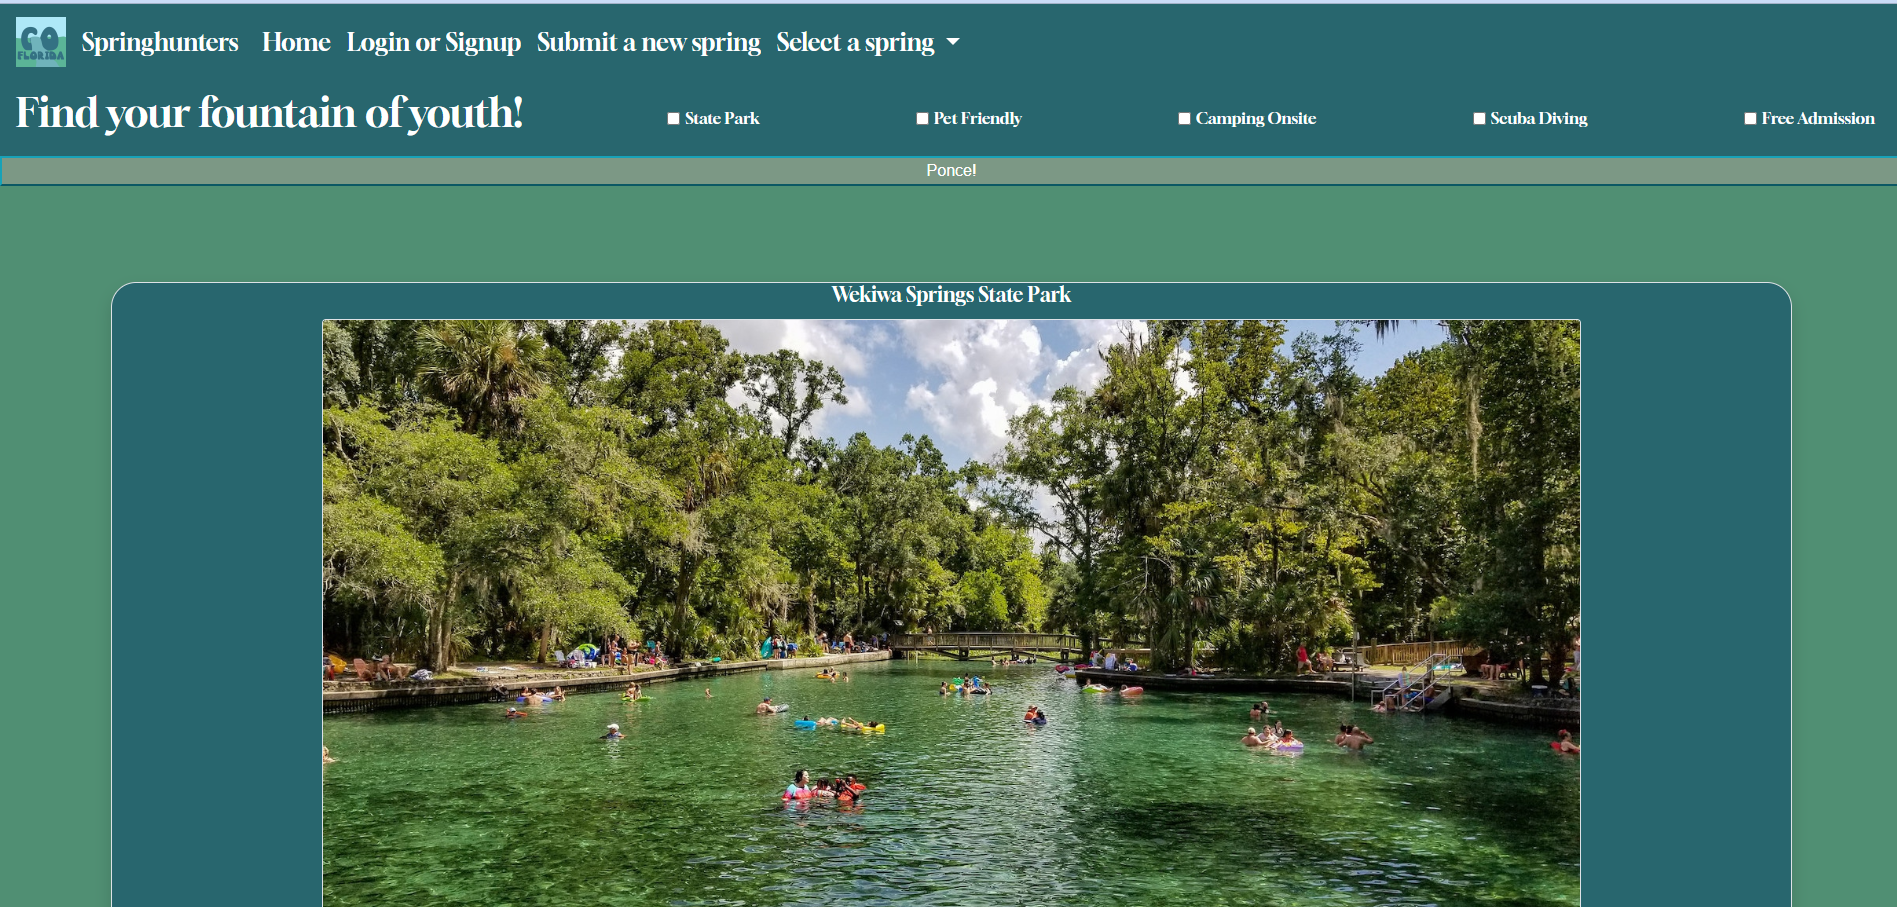 GO
FLORIDA
Springhunters Home Login or Signup Submit a new spring Select a spring
Find your fountain of youth!
State Park Pet Friendly Camping Onsite Scuba Diving Free Admission
Ponce!
Wekiwa Springs State Park